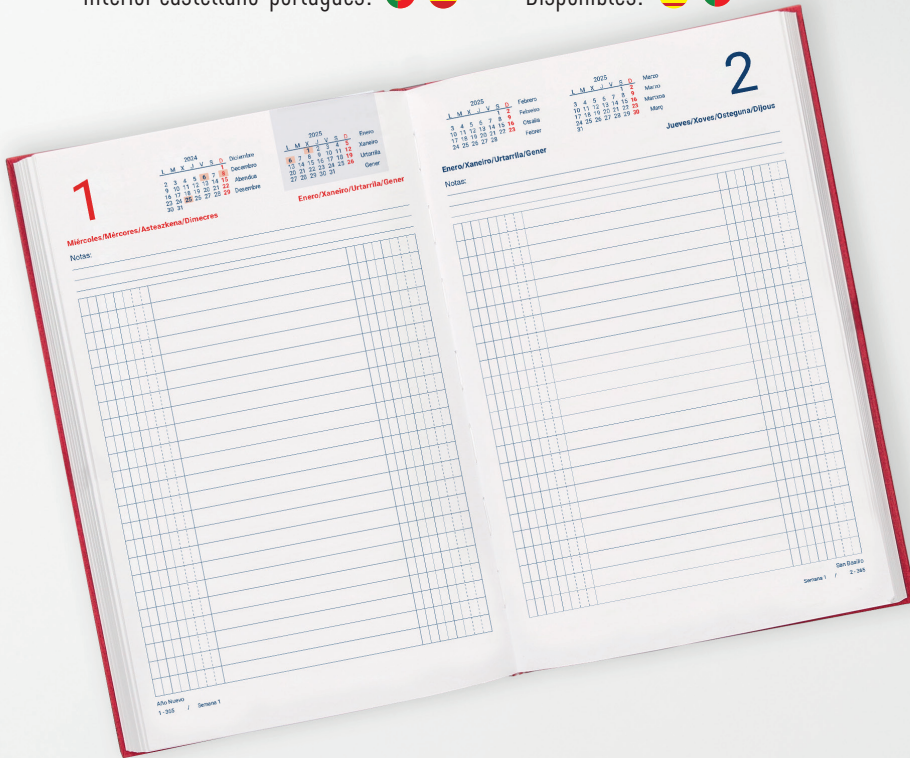 Interior castellano-portugués:
Disponibles:
1
2024
L M X J V S D
1
2 3 4 5 6 7 8
9 10 11 12 13 14 15
16 17 18 19 20 21 22
23 24 25 26 27 28 29
30 31
Diciembre
Decembro
Abendua
Desembre
2025
L M X J V S D
1 2 3 4 5
6 7 8 9 10 11 12
13 14 15 16 17 18 19
20 21 22 23 24 25 26
27 28 29 30 31
Enero
Xaneiro
Urtarrila
Gener
Miércoles/Mércores/Asteazkena/Dimecres
Enero/Xaneiro/Urtarrila/Gener
Notas:
Año Nuevo
1 - 365 / Semana 1
2025
L M X J V S D
1 2
3 4 5 6 7 8 9
10 11 12 13 14 15 16
17 18 19 20 21 22 23
24 25 26 27 28
Febrero
Febreiro
Otsaila
Febrer
2025
L M X J V S D
1 2
3 4 5 6 7 8 9
10 11 12 13 14 15 16
17 18 19 20 21 22 23
24 25 26 27 28 29 30
31
Marzo
Marzo
Martxoa
Març
2
Enero/Xaneiro/Urtarrila/Gener
Jueves/Xoves/Osteguna/Dijous
Notas:
San Basilio
Semana 1 / 2 - 365